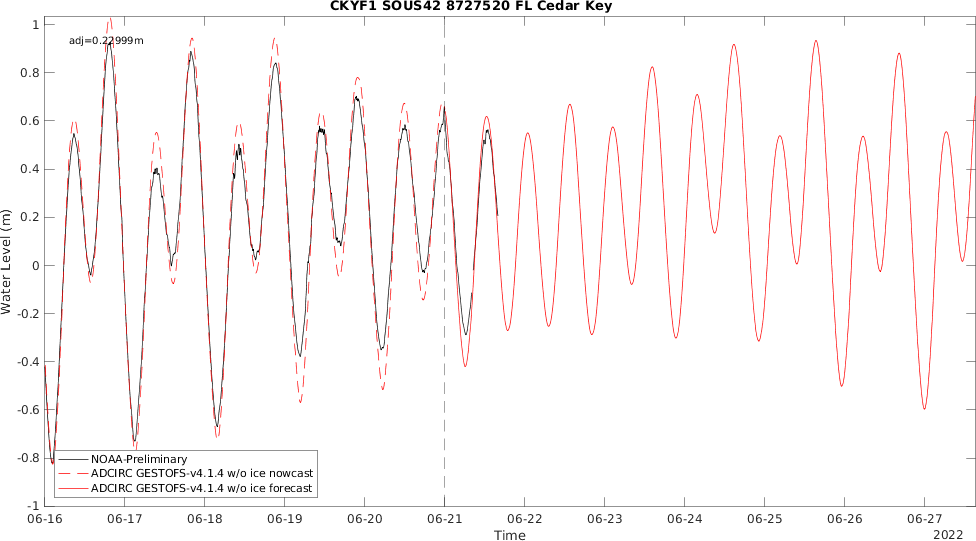 CKYF1 SOUS42 8727520 FL Cedar Key
adj=0.22999m
1
0.8
0.6
0.4
0.2
0
-0.2
-0.4
-0.6
-0.8
-1
Water Level (m)
NOAA-Preliminary
ADCIRC GESTOFS-v4.1.4 w/o ice nowcast
ADCIRC GESTOFS-v4.1.4 w/o ice forecast
06-16 06-17 06-18 06-19 06-20 06-21 06-22 06-23 06-24 06-25 06-26 06-27
Time
2022